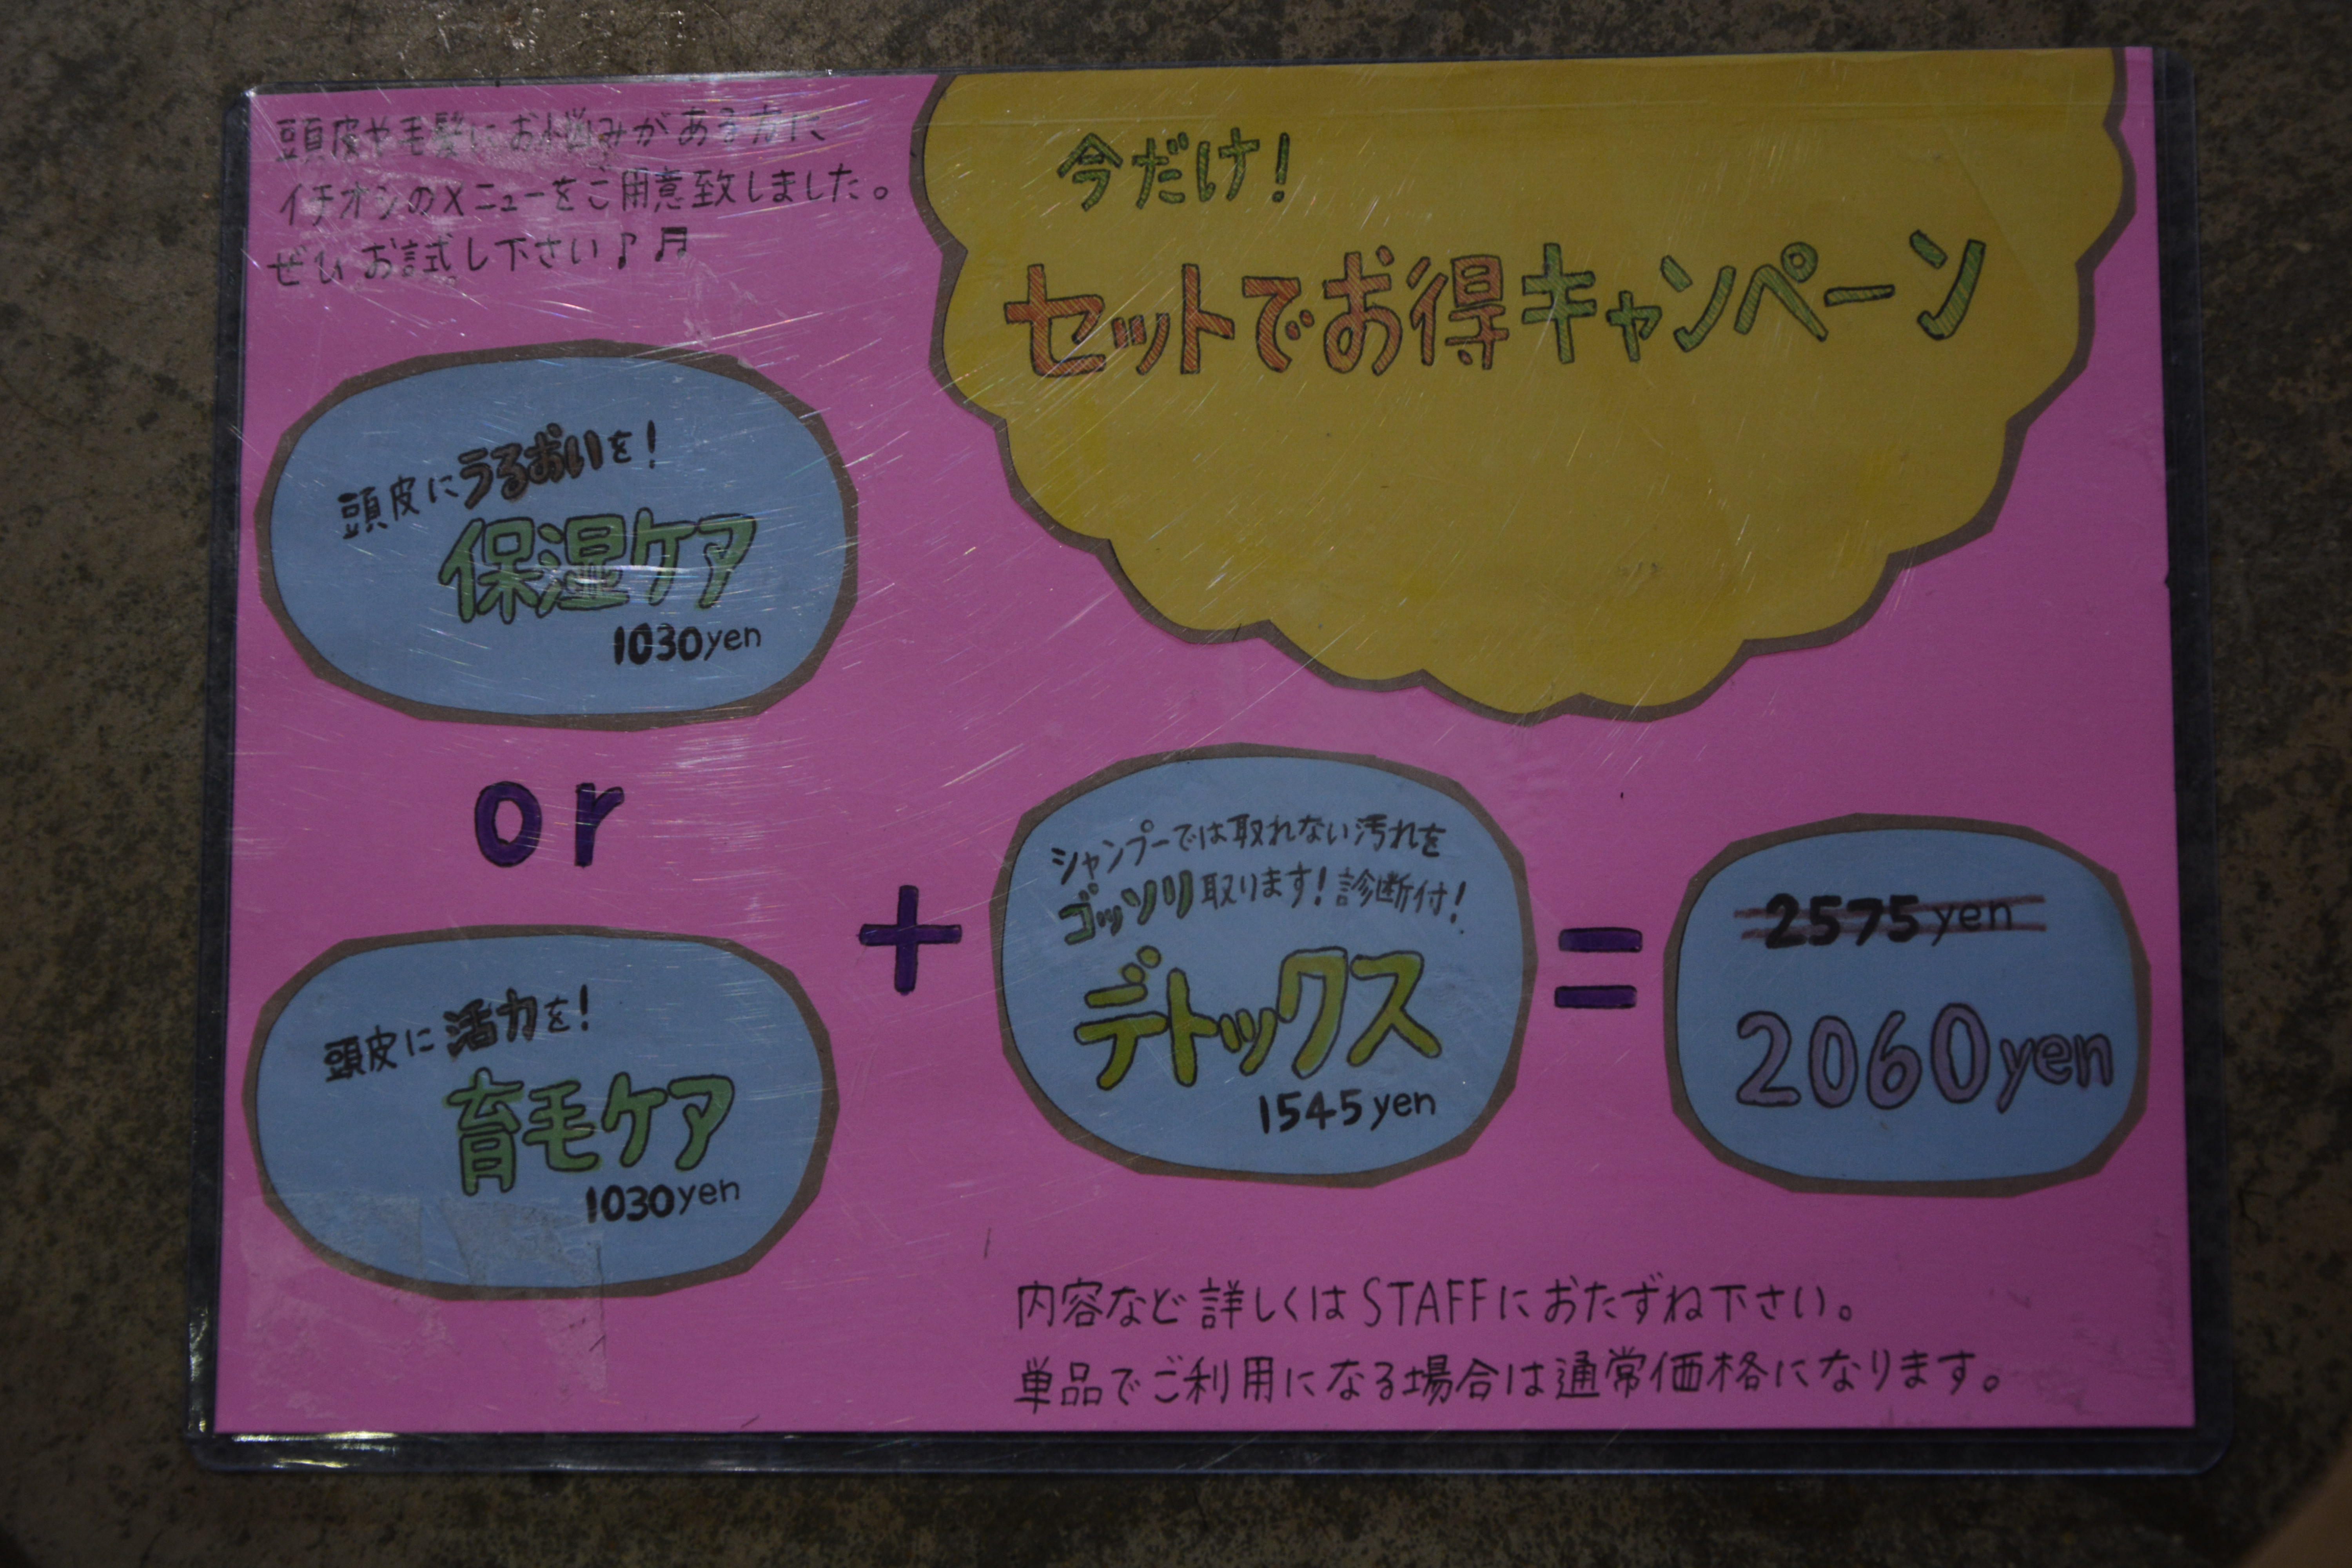 頭皮や毛髪にお悩みがある方に
イチオシのメニューをご用意致しました。
ぜひお試し下さい♪♬
今だけ!
セットでお得キャンペーン
頭皮にうるおいを!
保湿ケア
1030yen
or
頭皮に活力を!
育毛ケア
1030yen
+
シャンプーでは取れない汚れを
ゴッソリ取ります!診断付!
デトックス
1545yen
=
2575yen
2060yen
内容など詳しくはSTAFFにおたずね下さい。
単品でご利用になる場合は通常価格になります。